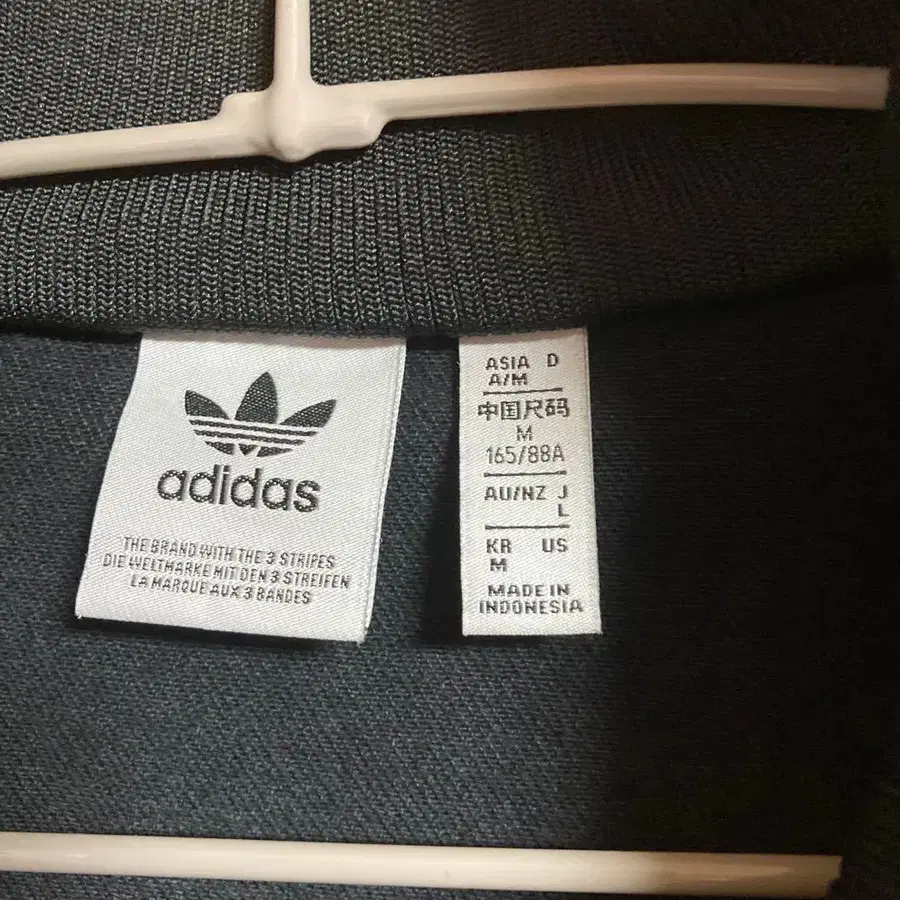 adidas
THE BRAND WITH THE 3 STRIPES
DIE WELTMARKE MIT DEN 3 STREIFEN
LA MARQUE AUX 3 BANDES
ASIA D
A/M
中国尺码
M
165/88A
AU/NZ J
L
KR US
M
MADE IN
INDONESIA